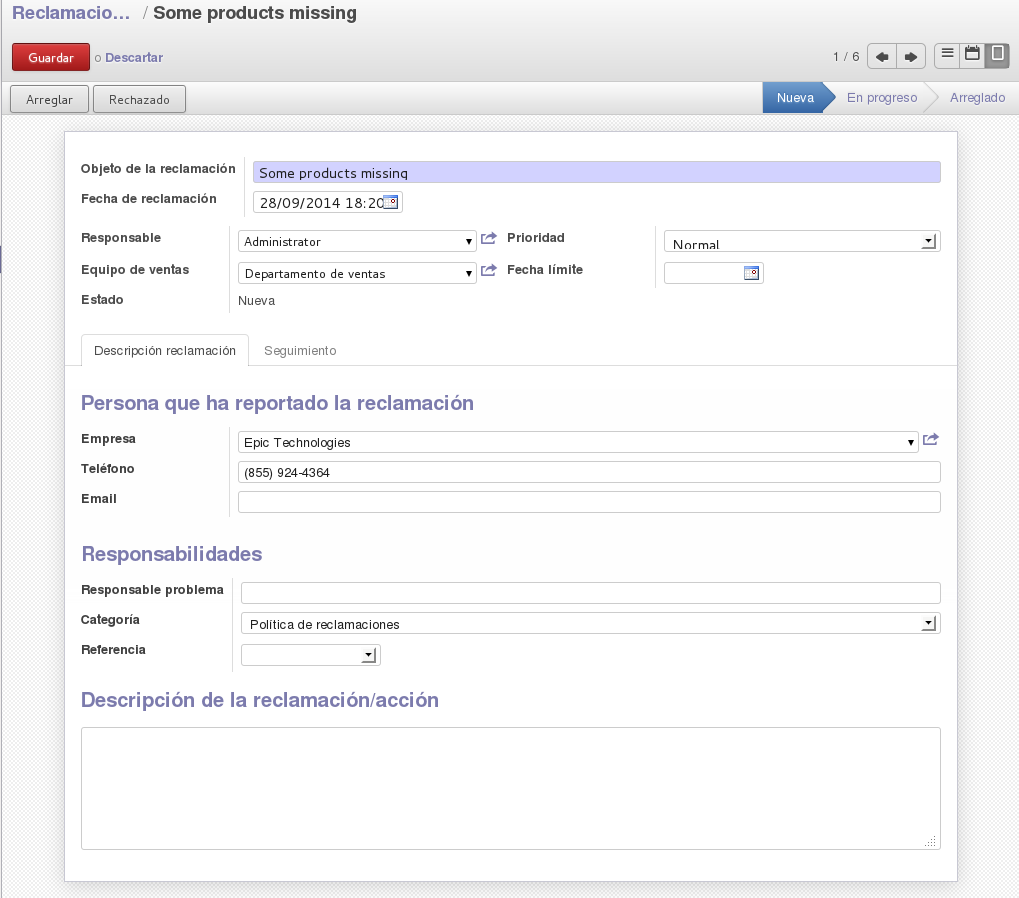 Reclamacio... / Some products missing
Guardar o Descartar 1 / 6
Arreglar Rechazado Nueva En progreso Arreglado
Objeto de la reclamación Some products missing
Fecha de reclamación 28/09/2014 18:20
Responsable Administrator Prioridad Normal
Equipo de ventas Departamento de ventas Fecha límite
Estado Nueva
Descripción reclamación Seguimiento
Persona que ha reportado la reclamación
Empresa Epic Technologies
Teléfono (855) 924-4364
Email
Responsabilidades
Responsable problema
Categoría Política de reclamaciones
Referencia
Descripción de la reclamación/acción